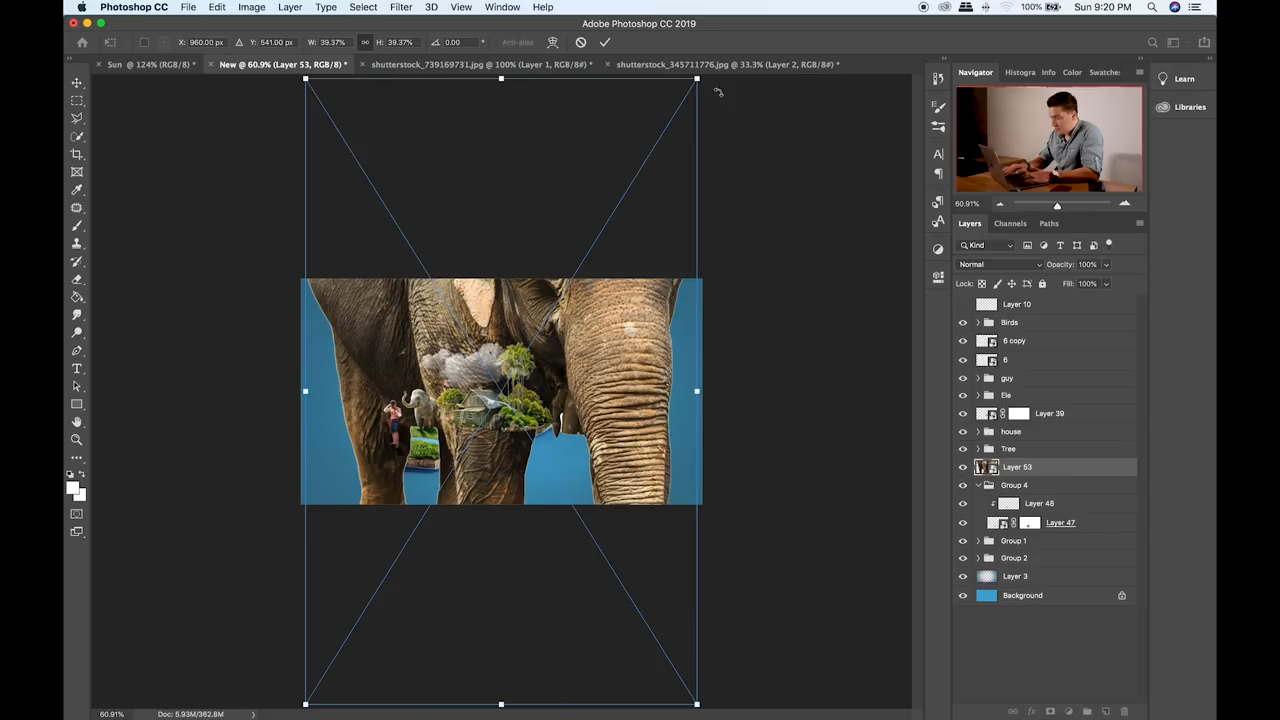 Photoshop CC File Edit Image Layer Type Select Filter 3D View Window Help 100% Sun 9:20 PM
Adobe Photoshop CC 2019
X: 960.00 px Y: 541.00 px W: 39.37% H: 39.37% 0.00 ° Anti-alias
Sun @ 124% (RGB/8) * New @ 60.9% (Layer 53, RGB/8) * shutterstock_739169731.jpg @ 100% (Layer 1, RGB/8#) * shutterstock_345711776.jpg @ 33.3% (Layer 2, RGB/8#) *
Navigator Histogra Info Color Swatche:
Learn
Libraries
60.91%
Layers Channels Paths
Kind
Normal Opacity: 100%
Lock: Fill: 100%
Layer 10
Birds
6 copy
6
guy
Ele
Layer 39
house
Tree
Layer 53
Group 4
Layer 48
Layer 47
Group 1
Group 2
Layer 3
Background
60.91% Doc: 5.93M/362.8M